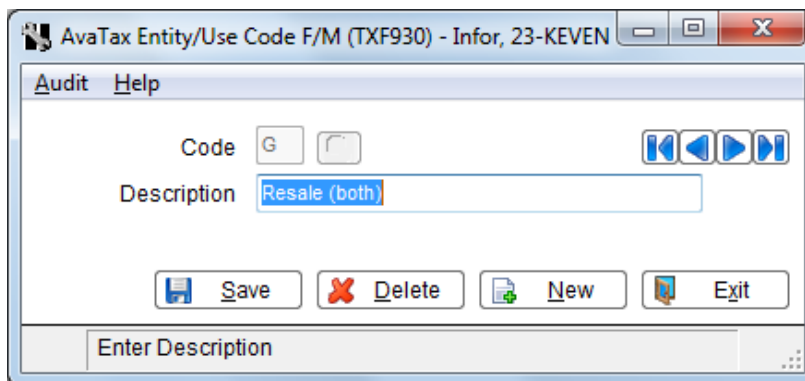 AvaTax Entity/Use Code F/M (TXF930) - Infor, 23-KEVEN
Audit Help
Code G
Description Resale (both)
Save Delete New Exit
Enter Description